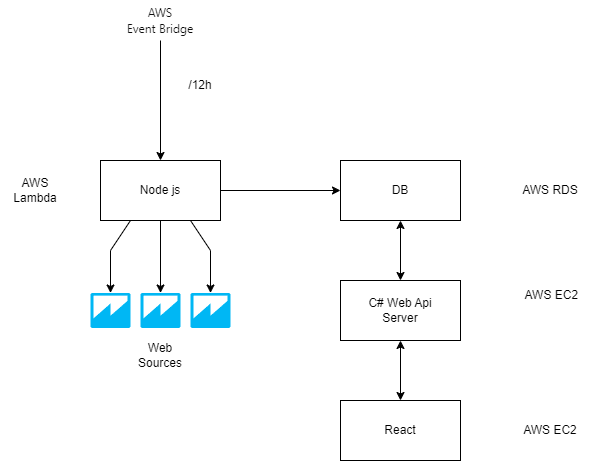 AWS
Event Bridge
/12h
AWS
Lambda
Node js
DB
AWS RDS
C# Web Api
Server
AWS EC2
Web
Sources
React
AWS EC2